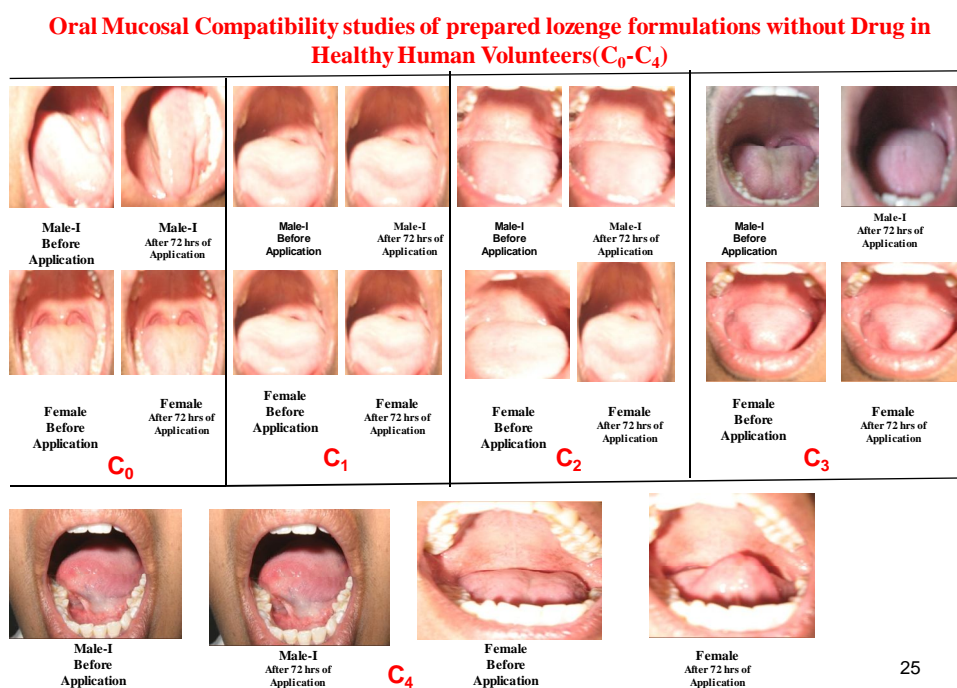 Oral Mucosal Compatibility studies of prepared lozenge formulations without Drug in
Healthy Human Volunteers(C₀-C₄)
Male-I
Before
Application
Male-I
After 72 hrs of
Application
Male-I
Before
Application
Male-I
After 72 hrs of
Application
Male-I
Before
Application
Male-I
After 72 hrs of
Application
Male-I
Before
Application
Male-I
After 72 hrs of
Application
Female
Before
Application
Female
After 72 hrs of
Application
Female
Before
Application
Female
After 72 hrs of
Application
Female
Before
Application
Female
After 72 hrs of
Application
Female
Before
Application
Female
After 72 hrs of
Application
C₀
C₁
C₂
C₃
Male-I
Before
Application
Male-I
After 72 hrs of
Application
C₄
Female
Before
Application
Female
After 72 hrs of
Application
25